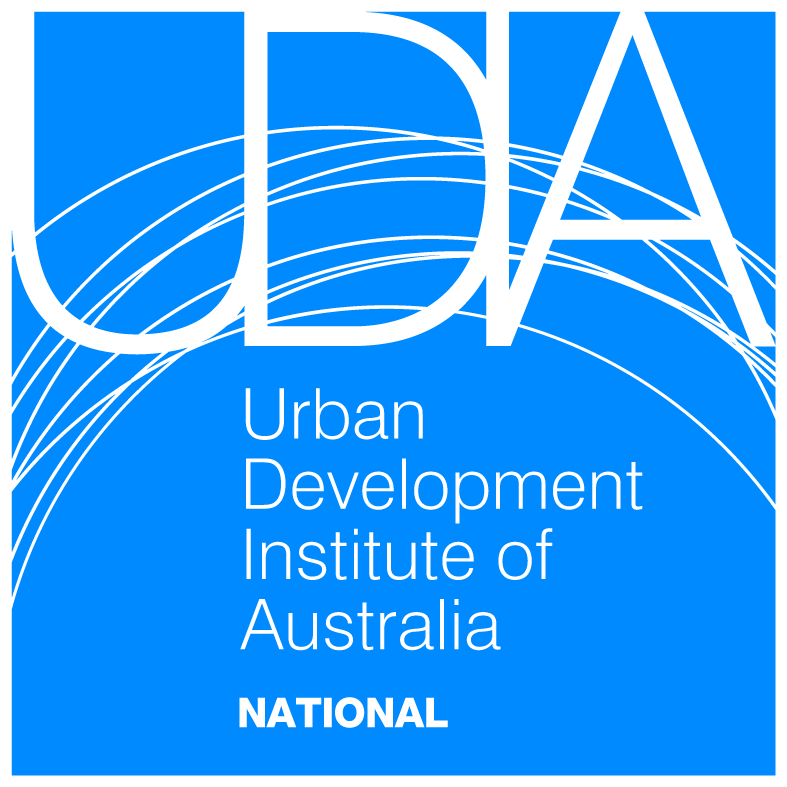 UDIA
Urban
Development
Institute of
Australia
NATIONAL